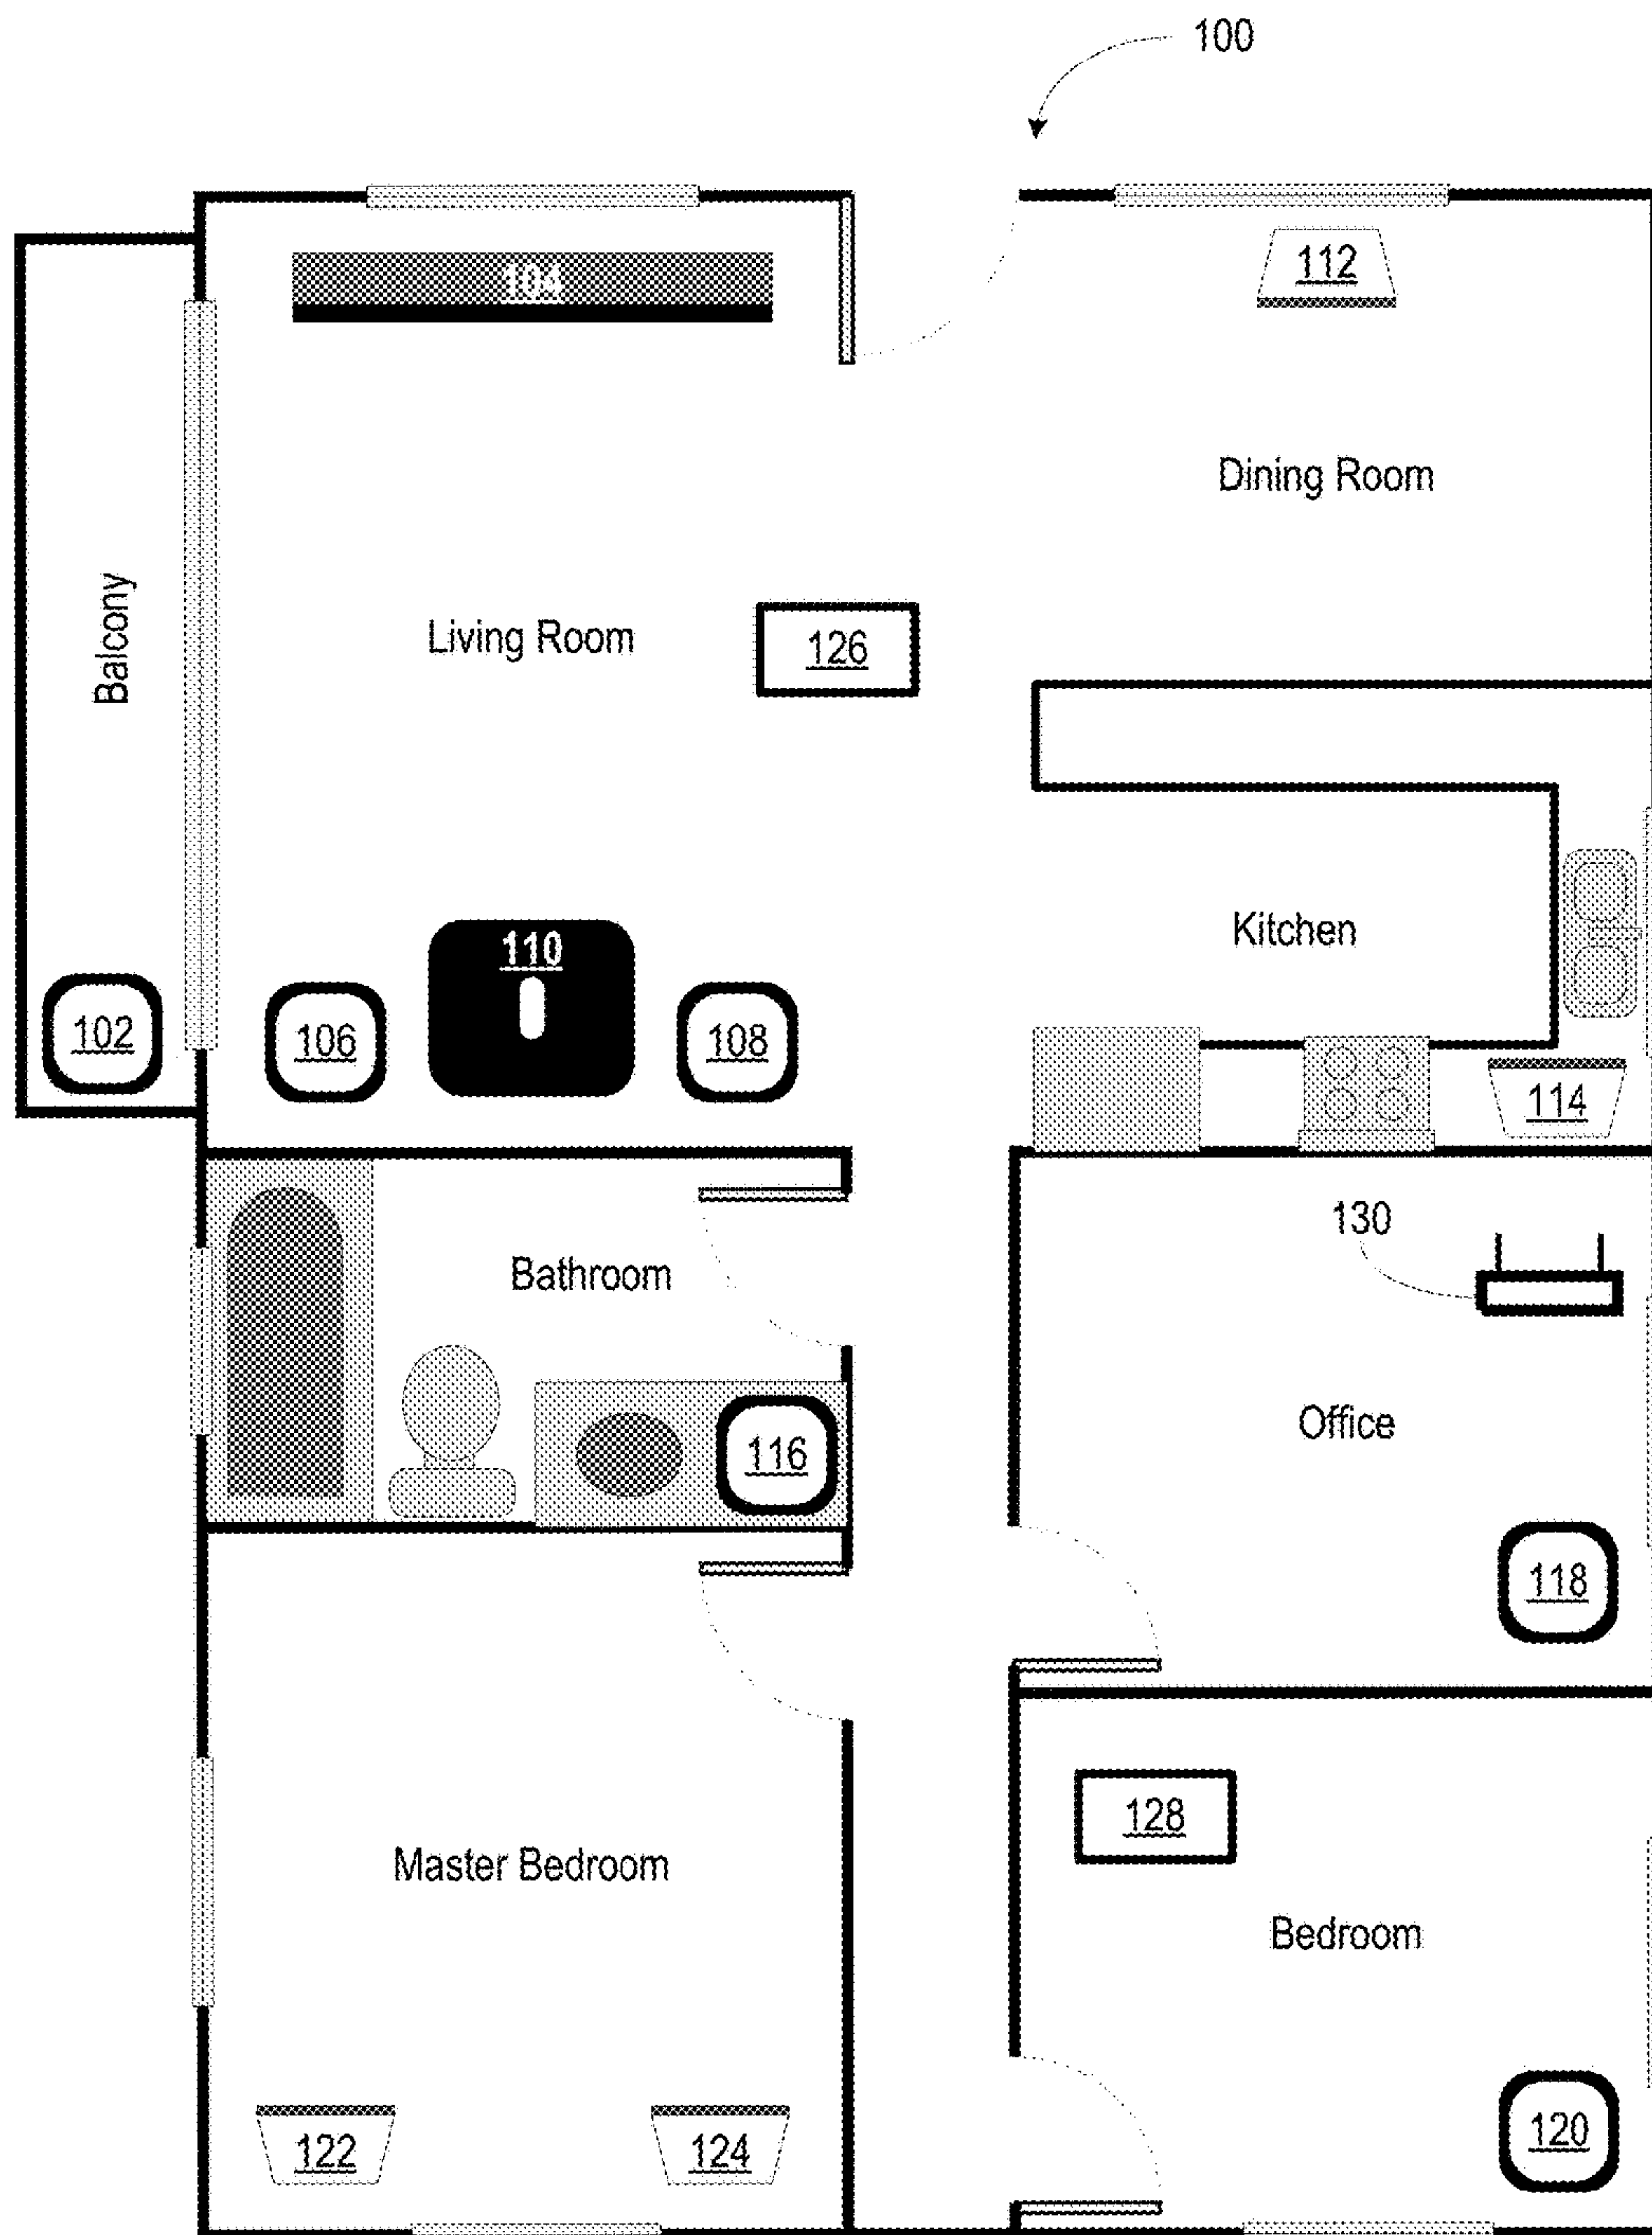 100
104
112
Dining Room
Balcony
Living Room
126
110
Kitchen
102
106
108
114
130
Bathroom
Office
116
118
128
Master Bedroom
Bedroom
122
124
120